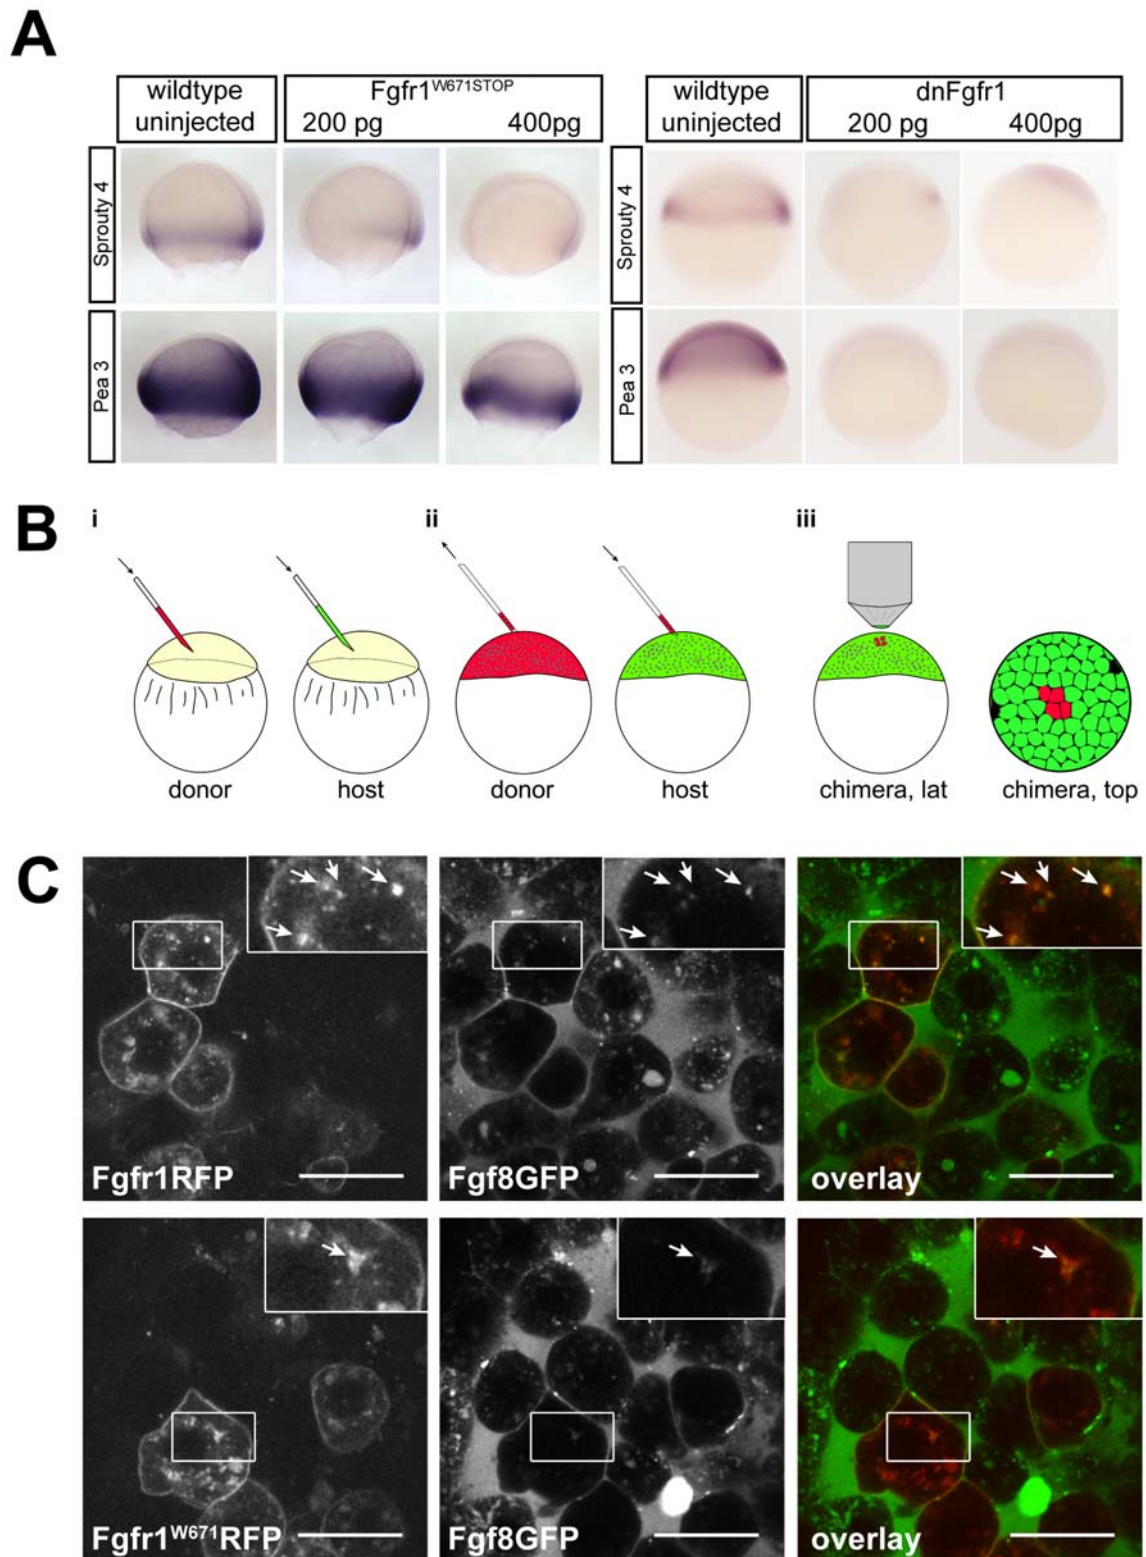 A
wildtype
uninjected
Fgfr1W671STOP
200 pg 400pg
wildtype
uninjected
dnFgfr1
200 pg 400pg
Sprouty 4
Sprouty 4
Pea 3
Pea 3
B
i ii iii
donor host donor host chimera, lat chimera, top
C
Fgfr1RFP Fgf8GFP overlay
Fgfr1W671RFP Fgf8GFP overlay